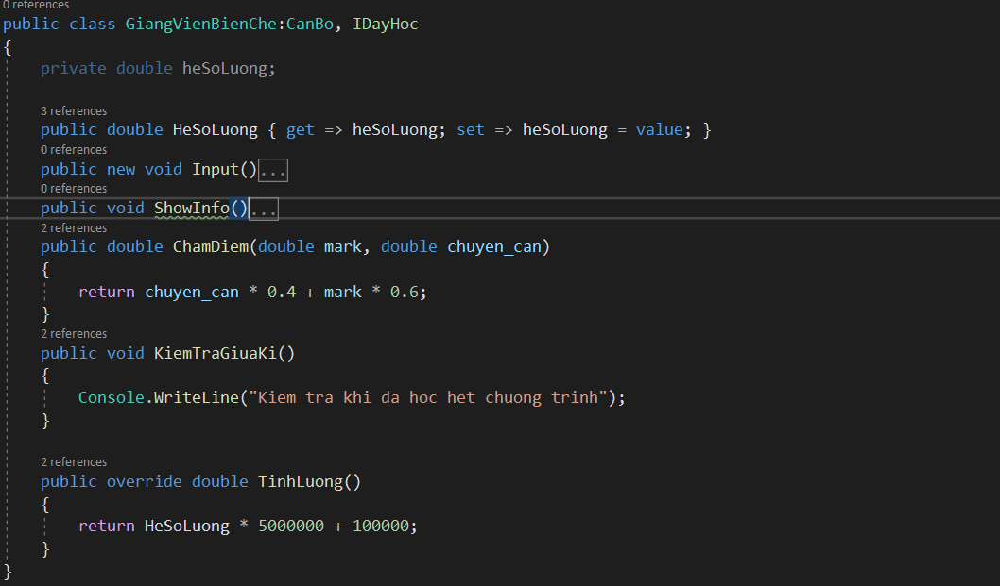 0 references
public class GiangVienBienChe:CanBo, IDayHoc
{
private double heSoLuong;
3 references
public double HeSoLuong { get => heSoLuong; set => heSoLuong = value; }
0 references
public new void Input()...
0 references
public void ShowInfo()...
2 references
public double ChamDiem(double mark, double chuyen_can)
{
return chuyen_can * 0.4 + mark * 0.6;
}
2 references
public void KiemTraGiuaKi()
{
Console.WriteLine("Kiem tra khi da hoc het chuong trinh");
}
2 references
public override double TinhLuong()
{
return HeSoLuong * 5000000 + 100000;
}
}